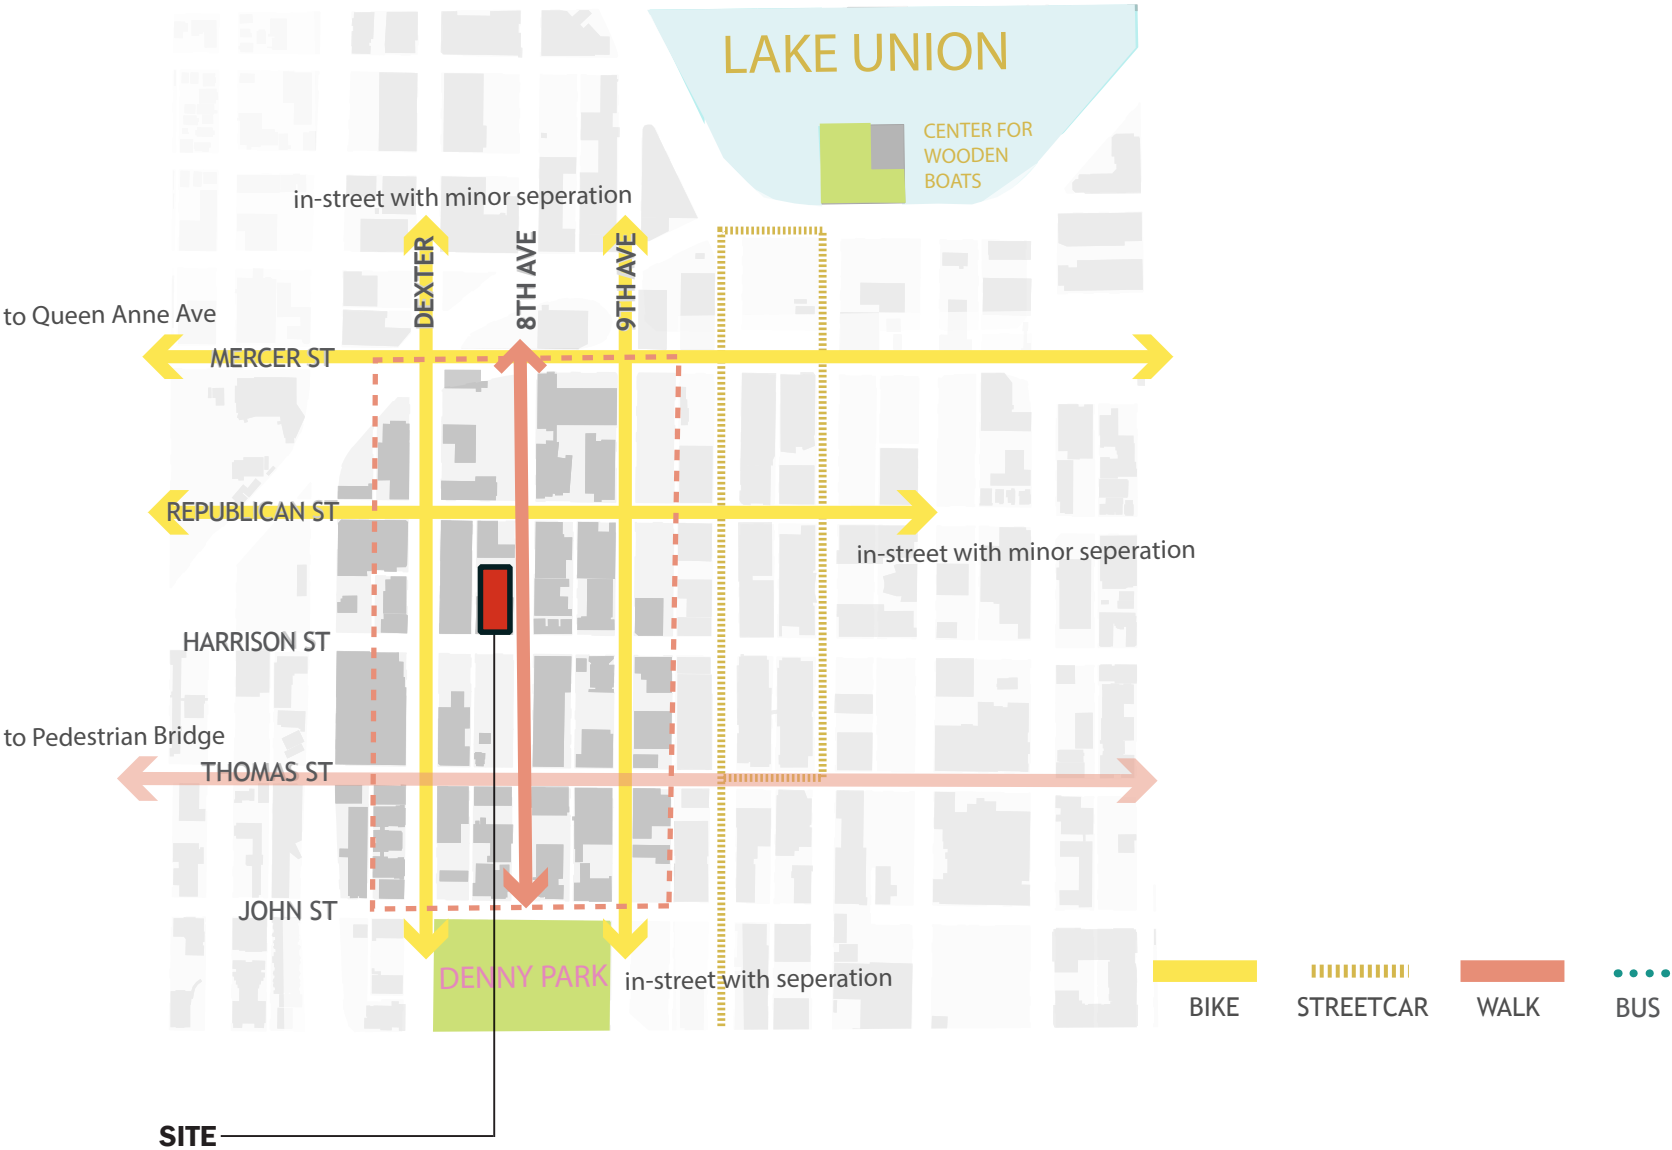 LAKE UNION
CENTER FOR
WOODEN
BOATS
in-street with minor seperation
DEXTER
8TH AVE
9TH AVE
to Queen Anne Ave
MERCER ST
REPUBLICAN ST
in-street with minor seperation
HARRISON ST
to Pedestrian Bridge
THOMAS ST
JOHN ST
DENNY PARK
in-street with seperation
BIKE
STREETCAR
WALK
BUS
SITE